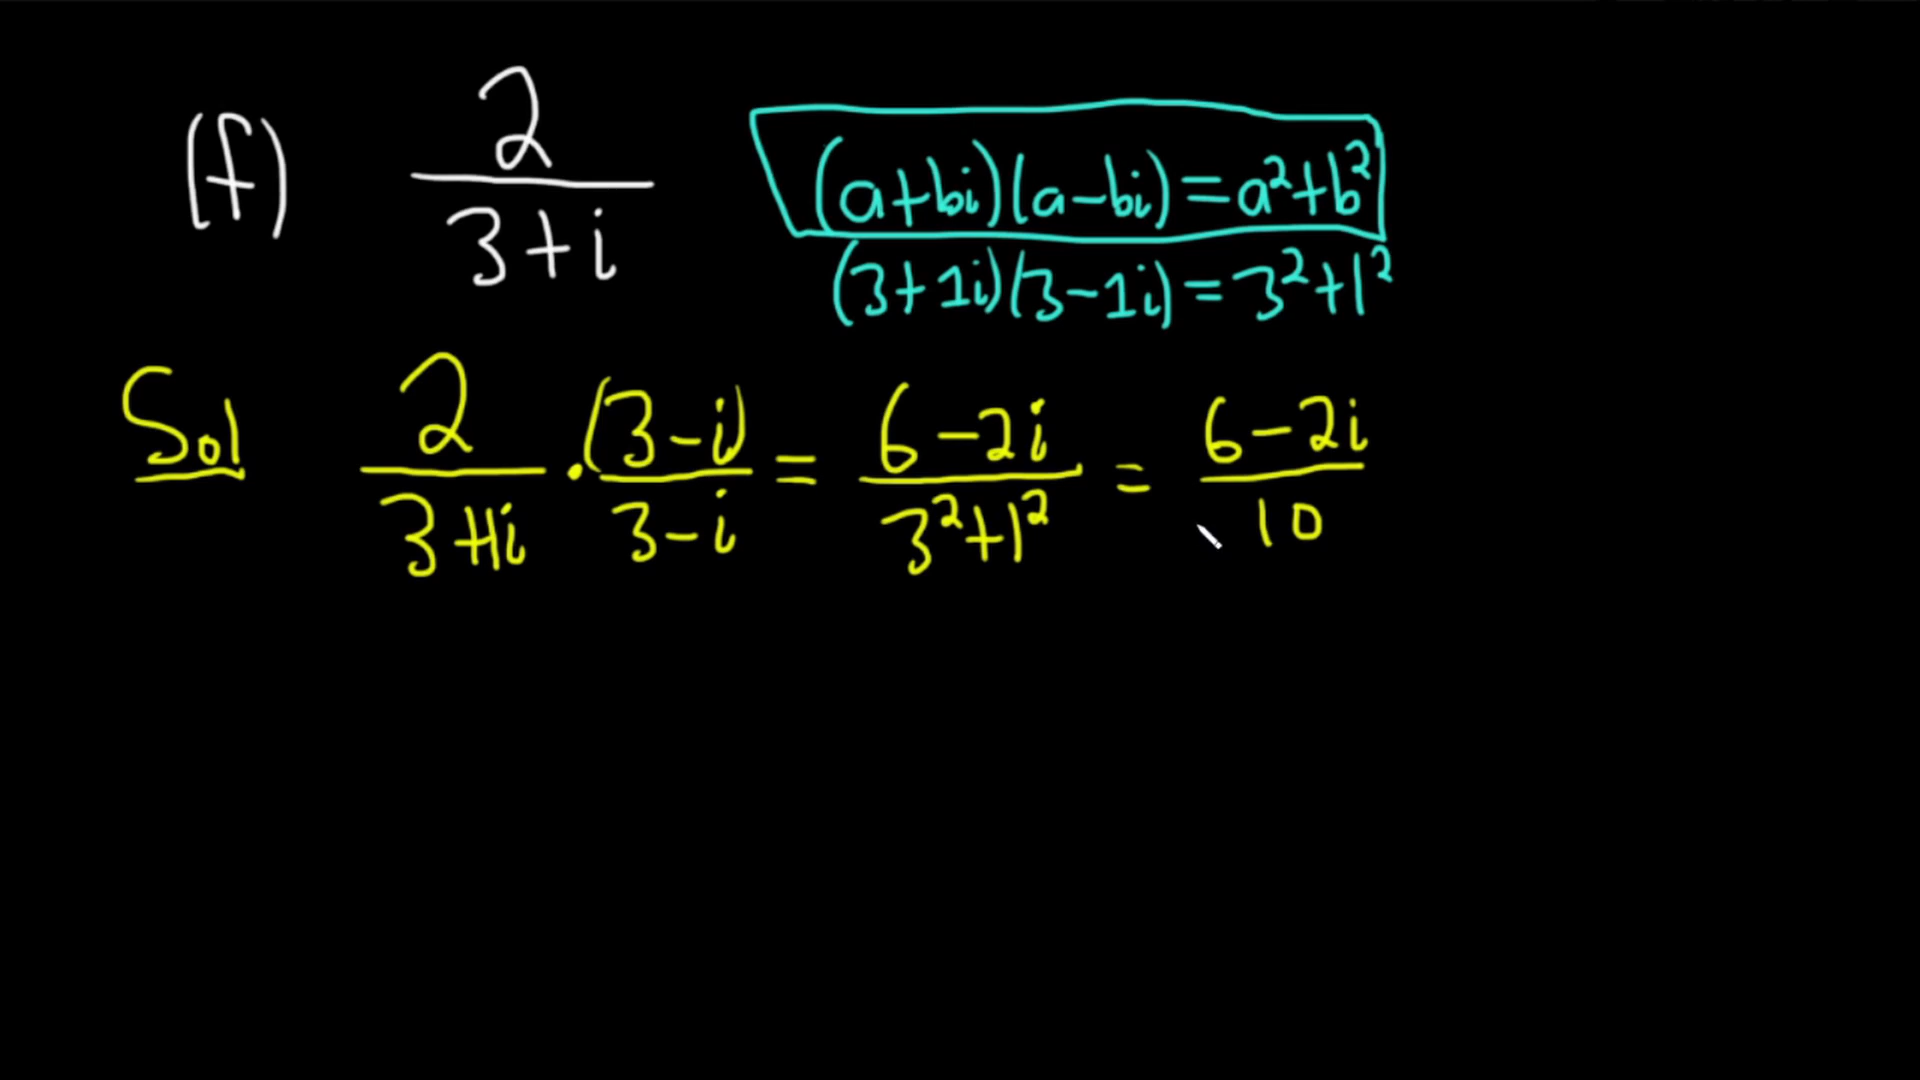 (f) 2/(3+i)
(a+bi)(a-bi)=a²+b²
(3+1i)(3-1i)=3²+1²
Sol 2/(3+1i) · (3-i)/(3-i) = (6-2i)/(3²+1²) = (6-2i)/10